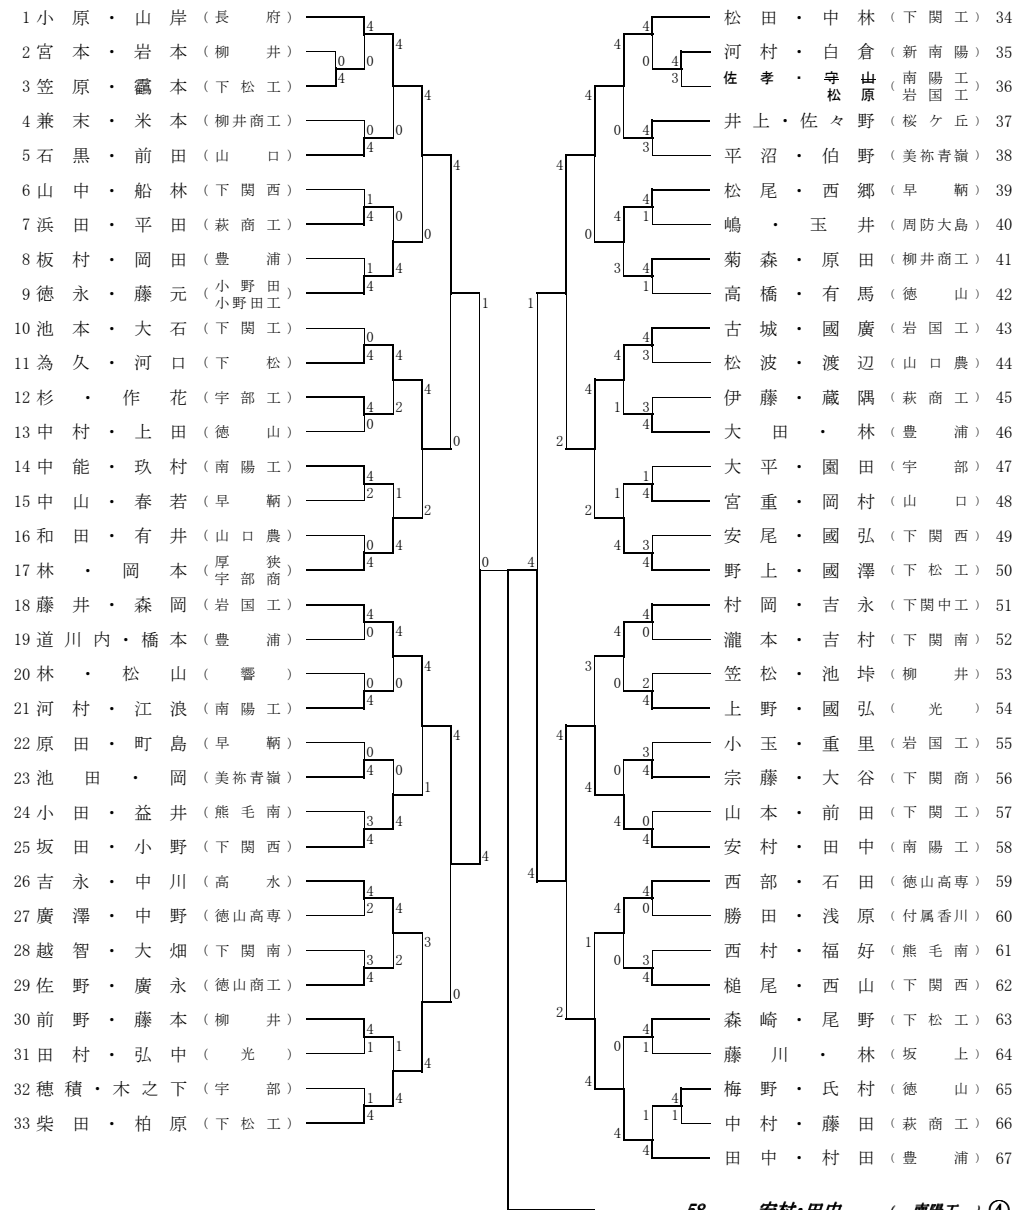 1 小原・山岸（長府）
2 宮本・岩本（柳井）
3 笠原・靏本（下松工）
4 兼末・米本（柳井商工）
5 石黒・前田（山口）
6 山中・船林（下関西）
7 浜田・平田（萩商工）
8 板村・岡田（豊浦）
9 徳永・藤元（小野田 小野田工）
10 池本・大石（下関工）
11 為久・河口（下松）
12 杉・作花（宇部工）
13 中村・上田（徳山）
14 中能・玖村（南陽工）
15 中山・春若（早鞆）
16 和田・有井（山口農）
17 林・岡本（厚狭 宇部商）
18 藤井・森岡（岩国工）
19 道川内・橋本（豊浦）
20 林・松山（響）
21 河村・江浪（南陽工）
22 原田・町島（早鞆）
23 池田・岡（美祢青嶺）
24 小田・益井（熊毛南）
25 坂田・小野（下関西）
26 吉永・中川（高水）
27 廣澤・中野（徳山高専）
28 越智・大畑（下関南）
29 佐野・廣永（徳山商工）
30 前野・藤本（柳井）
31 田村・弘中（光）
32 穂積・木之下（宇部）
33 柴田・柏原（下松工）
松田・中林（下関工）34
河村・白倉（新南陽）35
佐孝・守山 松原（南陽工 岩国工）36
井上・佐々野（桜ケ丘）37
平沼・伯野（美祢青嶺）38
松尾・西郷（早鞆）39
嶋・玉井（周防大島）40
菊森・原田（柳井商工）41
高橋・有馬（徳山）42
古城・國廣（岩国工）43
松波・渡辺（山口農）44
伊藤・蔵隅（萩商工）45
大田・林（豊浦）46
大平・園田（宇部）47
宮重・岡村（山口）48
安尾・國弘（下関西）49
野上・國澤（下松工）50
村岡・吉永（下関中工）51
瀧本・吉村（下関南）52
笠松・池垰（柳井）53
上野・國弘（光）54
小玉・重里（岩国工）55
宗藤・大谷（下関商）56
山本・前田（下関工）57
安村・田中（南陽工）58
西部・石田（徳山高専）59
勝田・浅原（付属香川）60
西村・福好（熊毛南）61
槌尾・西山（下関西）62
森崎・尾野（下松工）63
藤川・林（坂上）64
梅野・氏村（徳山）65
中村・藤田（萩商工）66
田中・村田（豊浦）67
58 安村・田中（南陽工）④